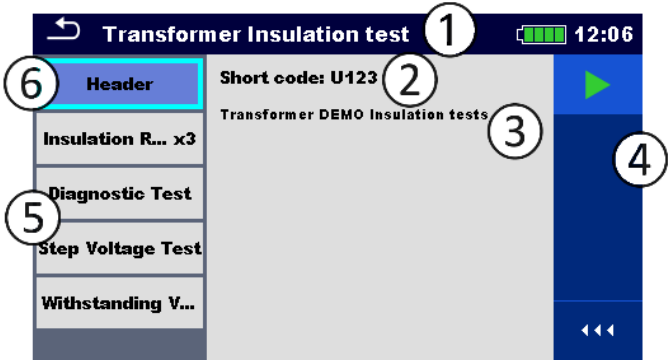 Transformer Insulation test 1 12:06
6 Header
Short code: U123 2
Transformer DEMO Insulation tests 3
4
Insulation R... x3
Diagnostic Test
5
Step Voltage Test
Withstanding V...